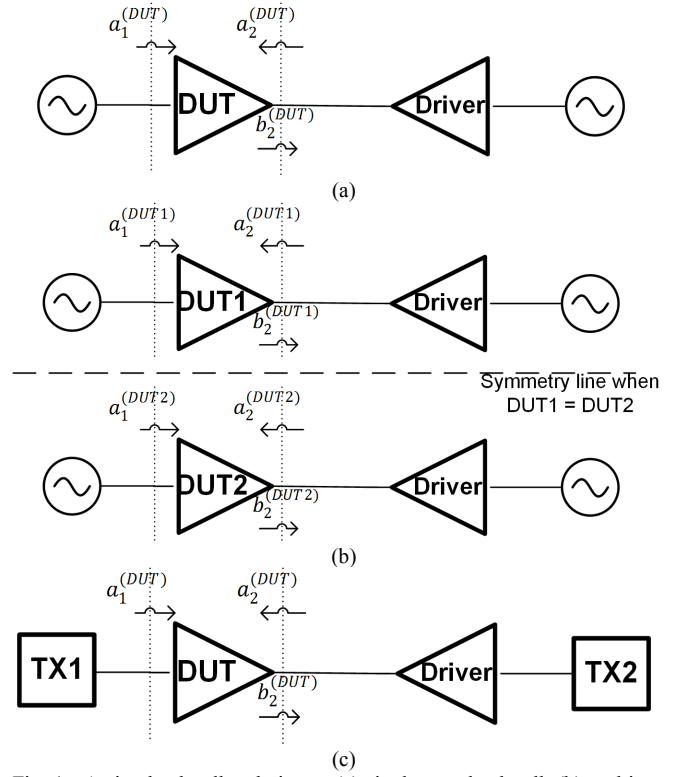 a₁^(DUT) a₂^(DUT)
DUT Driver
b₂^(DUT)
(a)
a₁^(DUT1) a₂^(DUT1)
DUT1 Driver
b₂^(DUT1)
Symmetry line when
DUT1 = DUT2
a₁^(DUT2) a₂^(DUT2)
DUT2 Driver
b₂^(DUT2)
(b)
a₁^(DUT) a₂^(DUT)
TX1 DUT Driver TX2
b₂^(DUT)
(c)